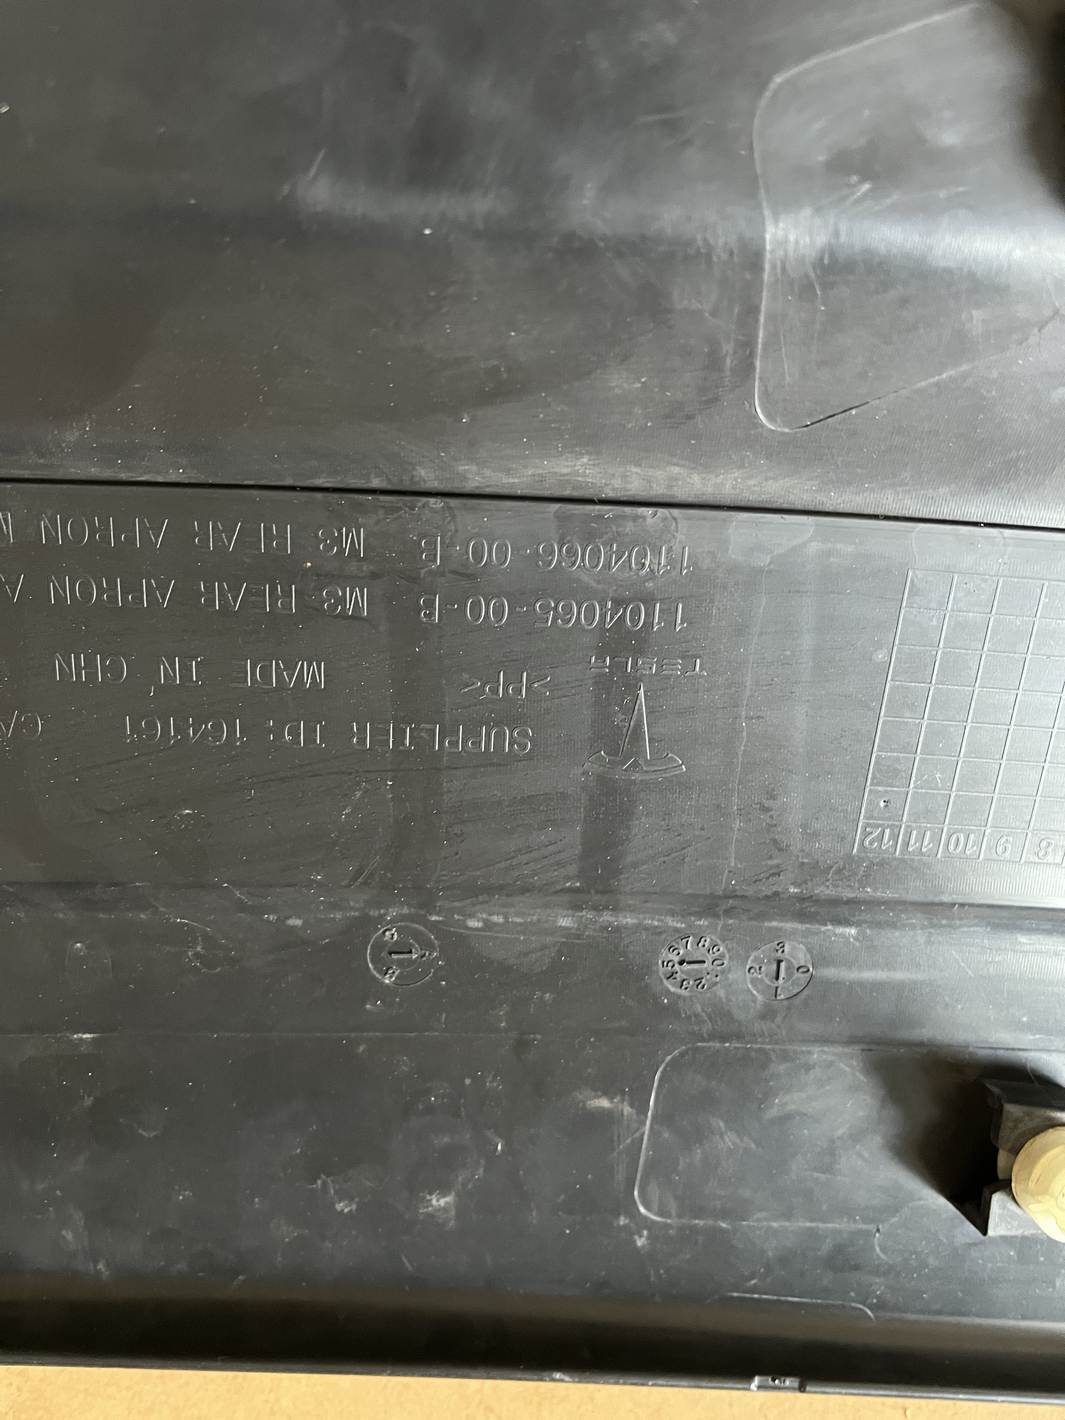 8 9 10 11 12
SUPPLIER ID: 164161
>PP< MADE IN CHN
TESLA
1104065-00-B M3 REAR APRON A
1104066-00-B M3 REAR APRON